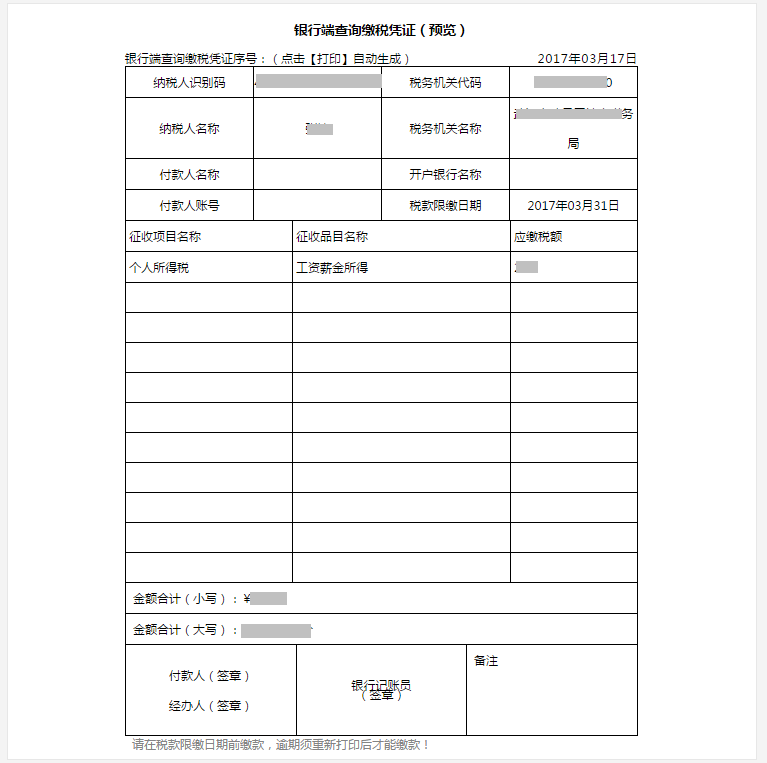 银行端查询缴税凭证（预览）
银行端查询缴税凭证序号：（点击【打印】自动生成） 2017年03月17日
纳税人识别码 税务机关代码 0
纳税人名称 税务机关名称 务
局
付款人名称 开户银行名称
付款人账号 税款限缴日期 2017年03月31日
征收项目名称 征收品目名称 应缴税额
个人所得税 工资薪金所得
金额合计（小写）：¥
金额合计（大写）：
付款人（签章）
经办人（签章）
银行记账员
（签章）
备注
请在税款限缴日期前缴款，逾期须重新打印后才能缴款！